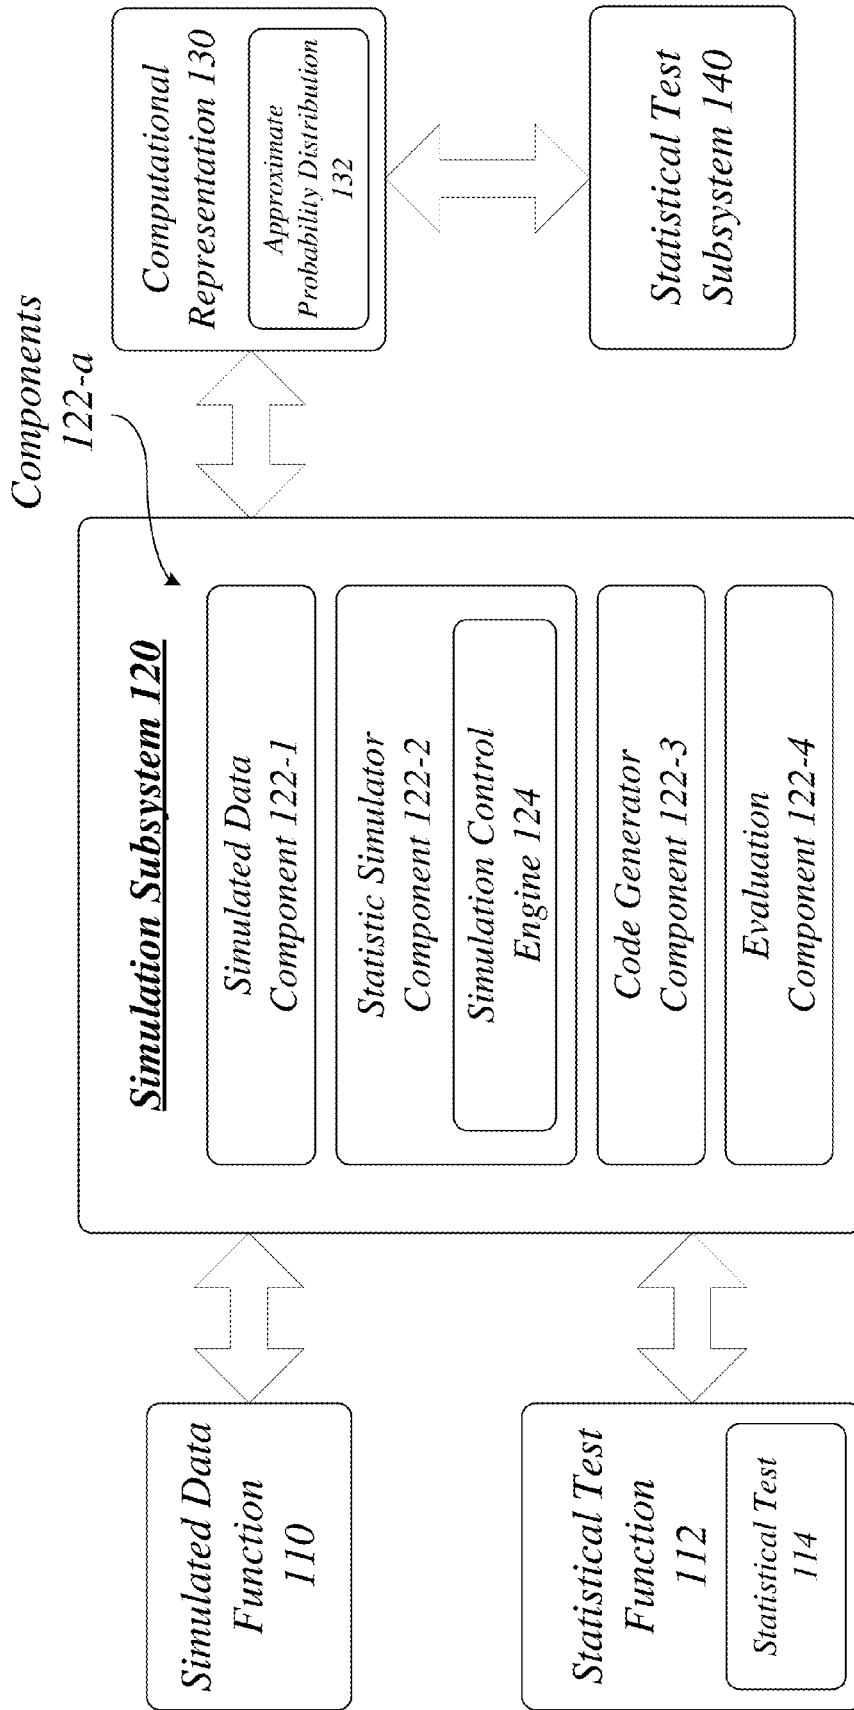 Components
122-a
Simulated Data
Function
110
Statistical Test
Function
112
Statistical Test
114
Simulation Subsystem 120
Simulated Data
Component 122-1
Statistic Simulator
Component 122-2
Simulation Control
Engine 124
Code Generator
Component 122-3
Evaluation
Component 122-4
Computational
Representation 130
Approximate
Probability Distribution
132
Statistical Test
Subsystem 140